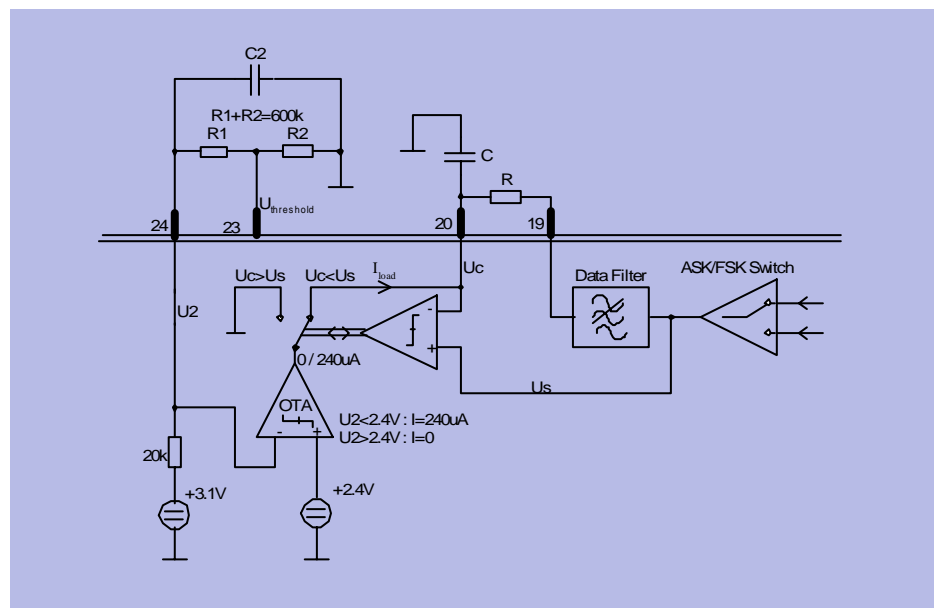 C2
R1+R2=600k
R1
R2
C
R
Uthreshold
24
23
20
19
Uc>Us
Uc<Us
Iload
Uc
Data Filter
ASK/FSK Switch
U2
-
+
0 / 240uA
Us
OTA
U2<2.4V : I=240uA
U2>2.4V : I=0
-
+
20k
+3.1V
+2.4V